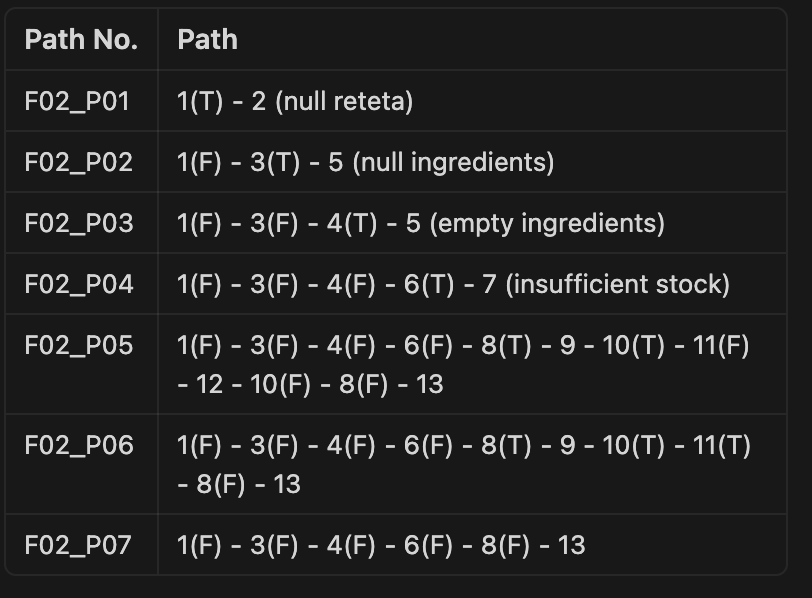 Path No. Path
F02_P01 1(T) - 2 (null reteta)
F02_P02 1(F) - 3(T) - 5 (null ingredients)
F02_P03 1(F) - 3(F) - 4(T) - 5 (empty ingredients)
F02_P04 1(F) - 3(F) - 4(F) - 6(T) - 7 (insufficient stock)
F02_P05 1(F) - 3(F) - 4(F) - 6(F) - 8(T) - 9 - 10(T) - 11(F)
- 12 - 10(F) - 8(F) - 13
F02_P06 1(F) - 3(F) - 4(F) - 6(F) - 8(T) - 9 - 10(T) - 11(T)
- 8(F) - 13
F02_P07 1(F) - 3(F) - 4(F) - 6(F) - 8(F) - 13